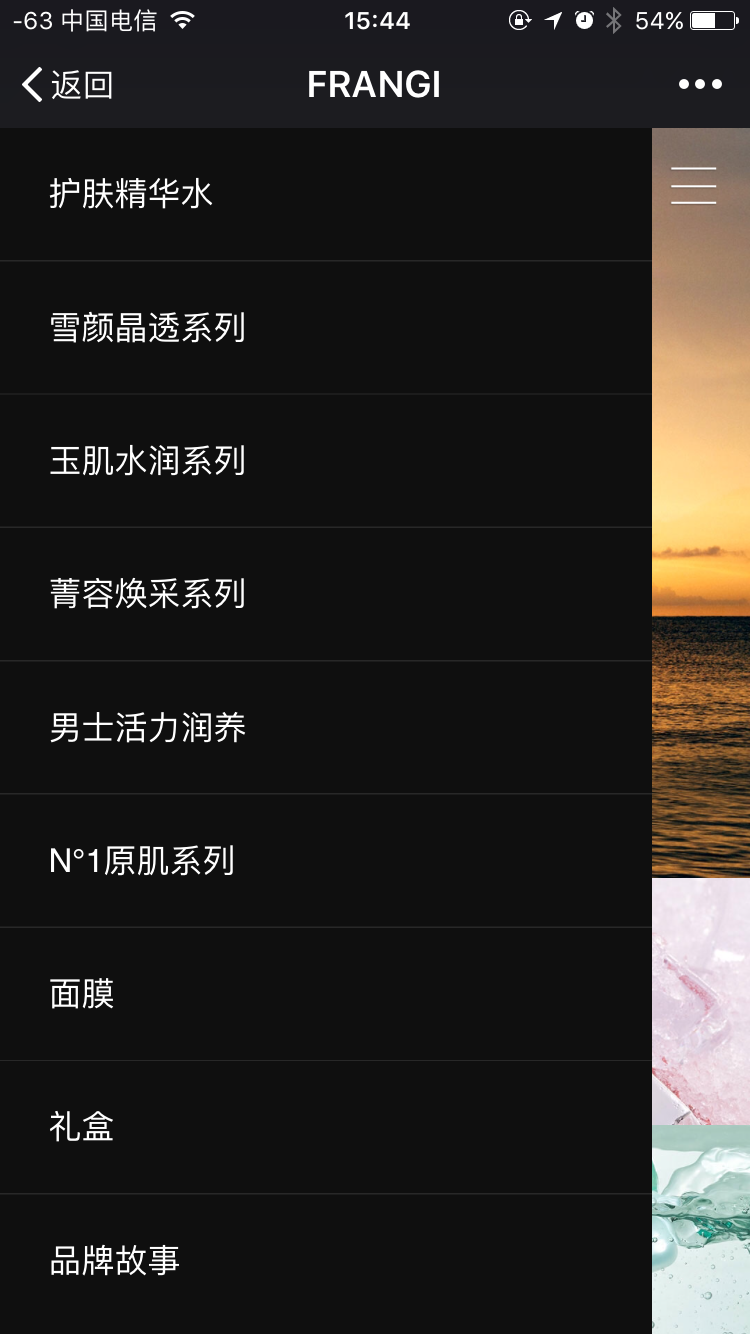 -63 中国电信 15:44 54%
返回 FRANGI
护肤精华水
雪颜晶透系列
玉肌水润系列
菁容焕采系列
男士活力润养
N°1原肌系列
面膜
礼盒
品牌故事